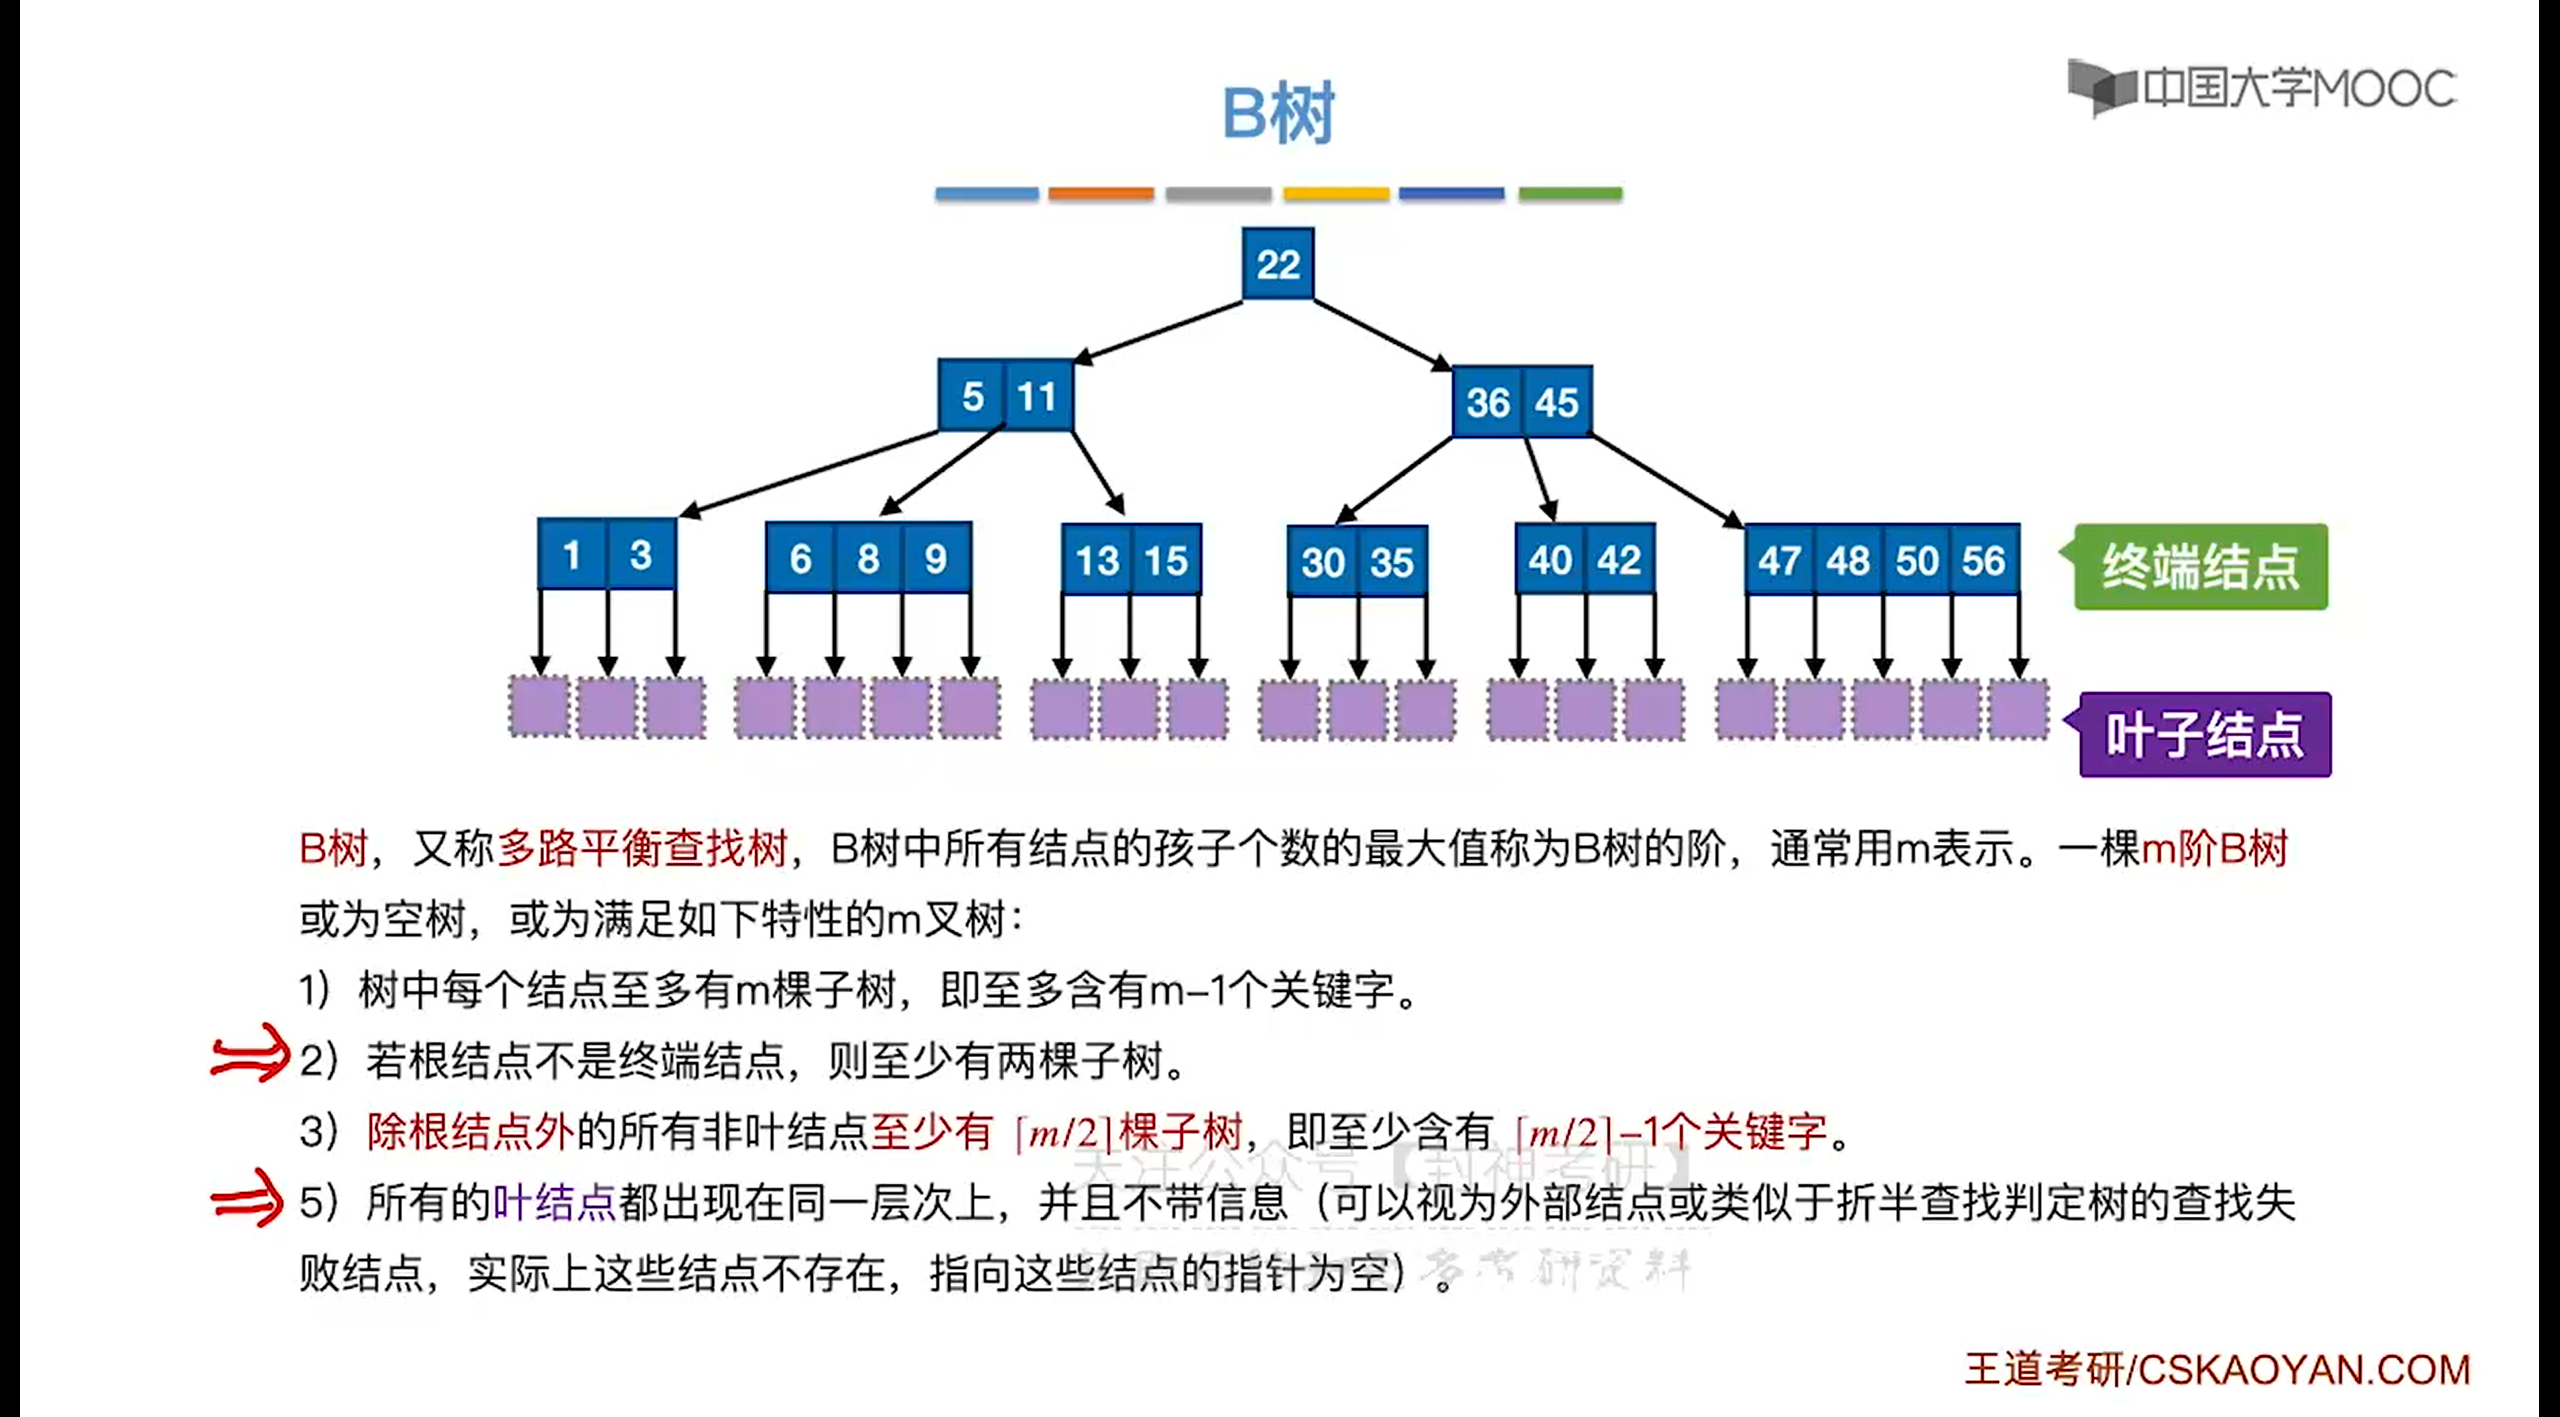 中国大学MOOC
B树
22
5 11
36 45
1 3
6 8 9
13 15
30 35
40 42
47 48 50 56
终端结点
叶子结点
B树，又称多路平衡查找树，B树中所有结点的孩子个数的最大值称为B树的阶，通常用m表示。一棵m阶B树
或为空树，或为满足如下特性的m叉树：
1）树中每个结点至多有m棵子树，即至多含有m-1个关键字。
2）若根结点不是终端结点，则至少有两棵子树。
3）除根结点外的所有非叶结点至少有 ⌈m/2⌉棵子树，即至少含有 ⌈m/2⌉-1个关键字。
5）所有的叶结点都出现在同一层次上，并且不带信息（可以视为外部结点或类似于折半查找判定树的查找失
败结点，实际上这些结点不存在，指向这些结点的指针为空）。
王道考研/CSKAOYAN.COM